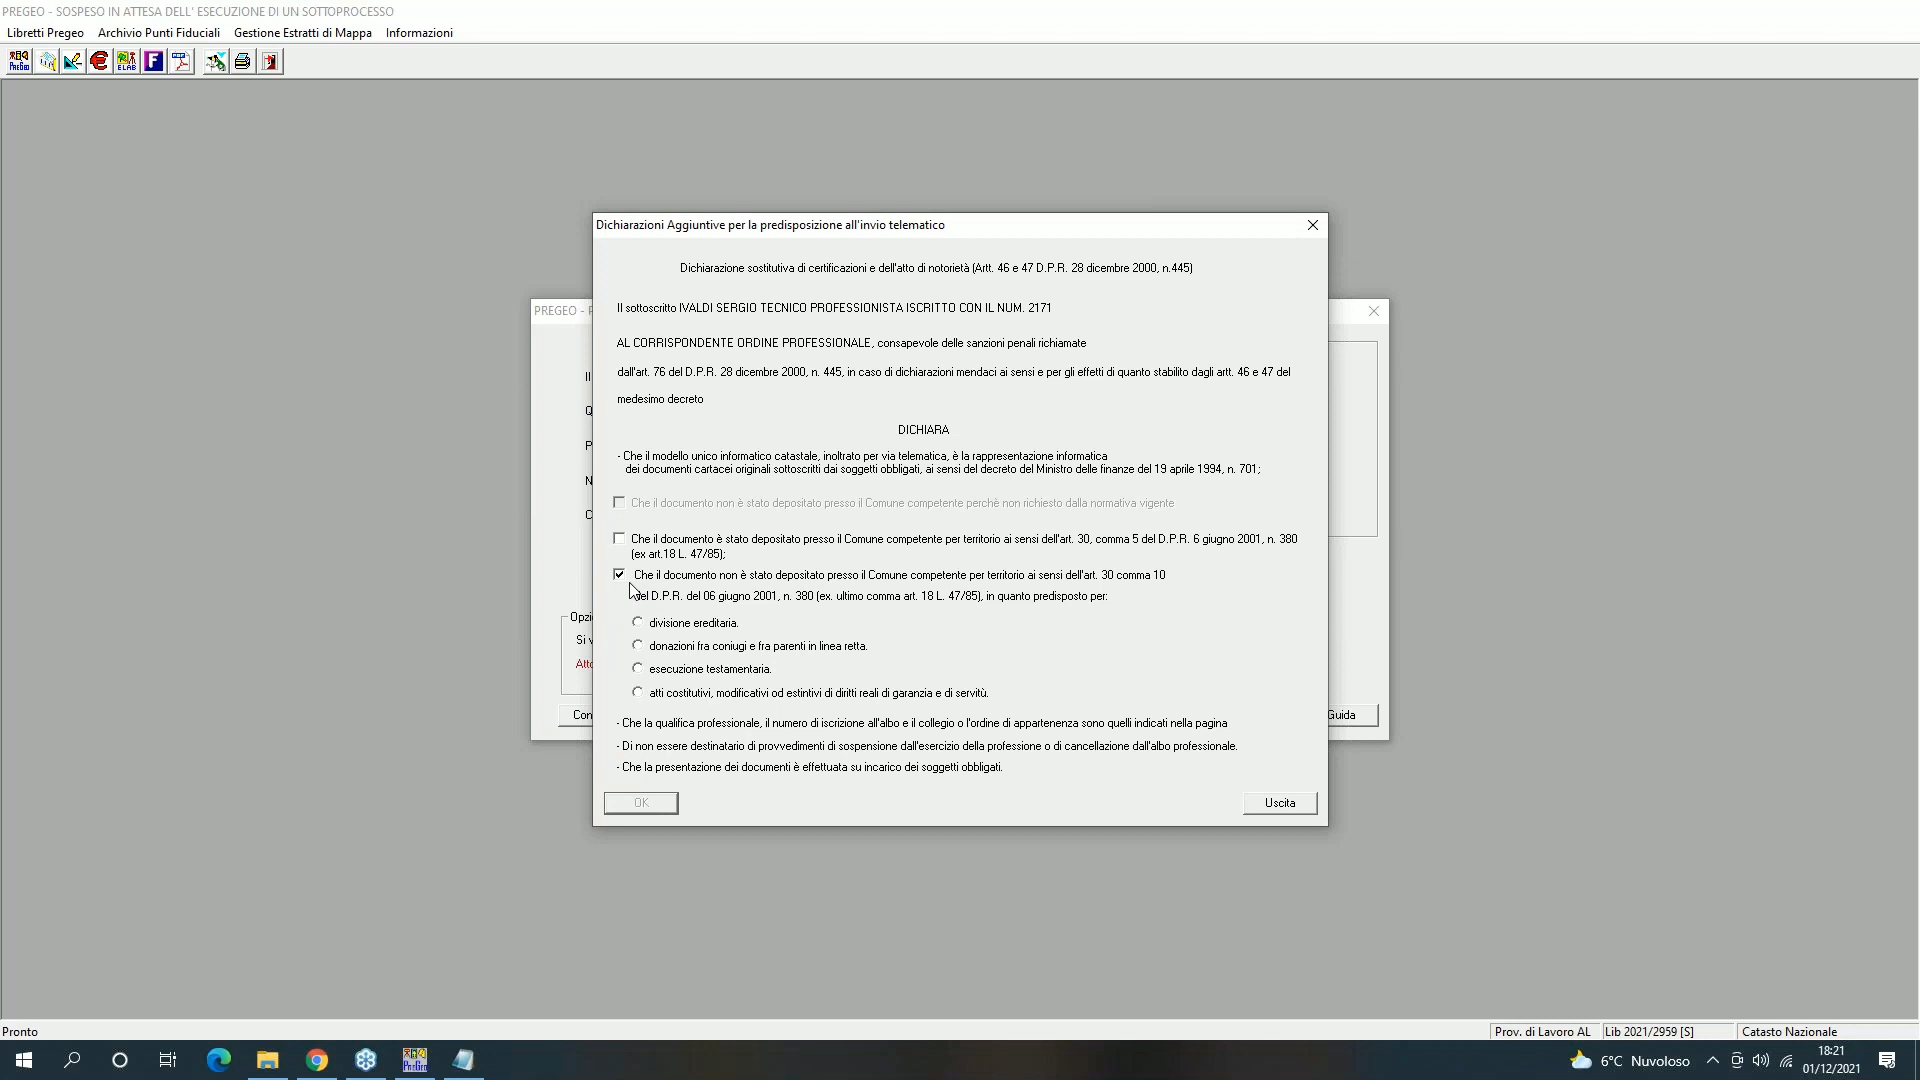 PREGEO - SOSPESO IN ATTESA DELL' ESECUZIONE DI UN SOTTOPROCESSO
Libretti Pregeo Archivio Punti Fiduciali Gestione Estratti di Mappa Informazioni
PREGEO ELAB F
Dichiarazioni Aggiuntive per la predisposizione all'invio telematico
Dichiarazione sostitutiva di certificazioni e dell'atto di notorietà (Artt. 46 e 47 D.P.R. 28 dicembre 2000, n.445)
PREGEO - P
Il sottoscritto IVALDI SERGIO TECNICO PROFESSIONISTA ISCRITTO CON IL NUM. 2171
AL CORRISPONDENTE ORDINE PROFESSIONALE, consapevole delle sanzioni penali richiamate
dall'art. 76 del D.P.R. 28 dicembre 2000, n. 445, in caso di dichiarazioni mendaci ai sensi e per gli effetti di quanto stabilito dagli artt. 46 e 47 del
medesimo decreto
DICHIARA
- Che il modello unico informatico catastale, inoltrato per via telematica, è la rappresentazione informatica
dei documenti cartacei originali sottoscritti dai soggetti obbligati, ai sensi del decreto del Ministro delle finanze del 19 aprile 1994, n. 701;
Che il documento non è stato depositato presso il Comune competente perchè non richiesto dalla normativa vigente
Che il documento è stato depositato presso il Comune competente per territorio ai sensi dell'art. 30, comma 5 del D.P.R. 6 giugno 2001, n. 380
(ex art.18 L. 47/85);
Che il documento non è stato depositato presso il Comune competente per territorio ai sensi dell'art. 30 comma 10
del D.P.R. del 06 giugno 2001, n. 380 (ex. ultimo comma art. 18 L. 47/85), in quanto predisposto per:
divisione ereditaria.
donazioni fra coniugi e fra parenti in linea retta.
esecuzione testamentaria.
atti costitutivi, modificativi od estintivi di diritti reali di garanzia e di servitù.
- Che la qualifica professionale, il numero di iscrizione all'albo e il collegio o l'ordine di appartenenza sono quelli indicati nella pagina
- Di non essere destinatario di provvedimenti di sospensione dall'esercizio della professione o di cancellazione dall'albo professionale.
- Che la presentazione dei documenti è effettuata su incarico dei soggetti obbligati.
OK Uscita
Il
Q
P
N
C
Opzi
Si v
Atto
Con Guida
Pronto Prov. di Lavoro AL Lib 2021/2959 [S] Catasto Nazionale
6°C Nuvoloso 18:21
01/12/2021